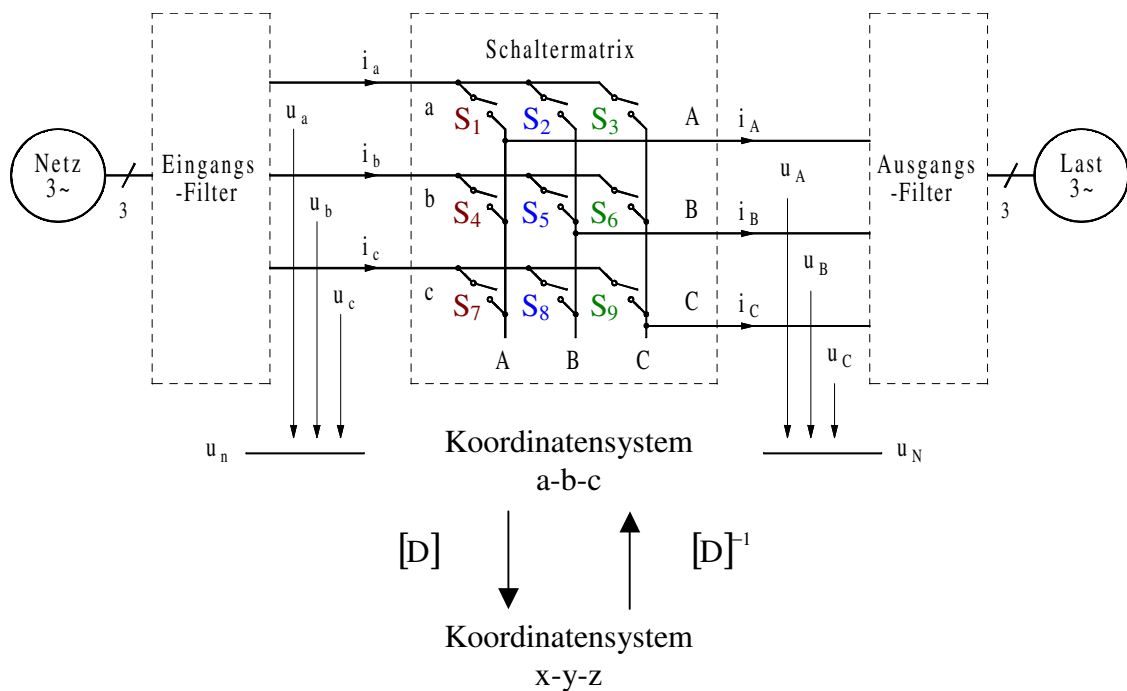 Schaltermatrix
i a
a
S1 S2 S3
A
i A
u a
Netz
3~
3
Eingangs
-Filter
i b
b
S4 S5 S6
B
i B
u b
u A
Ausgangs
-Filter
3
Last
3~
i c
c
S7 S8 S9
C
i C
u c
u B
A B C
u C
u n
u N
Koordinatensystem
a-b-c
[D] [D]⁻¹
Koordinatensystem
x-y-z